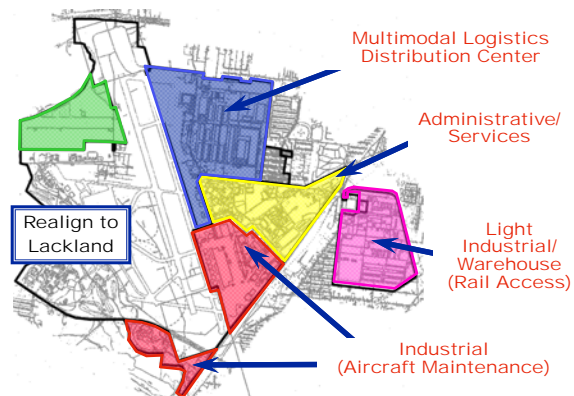 Multimodal Logistics
Distribution Center
Administrative/
Services
Realign to
Lackland
Light
Industrial/
Warehouse
(Rail Access)
Industrial
(Aircraft Maintenance)